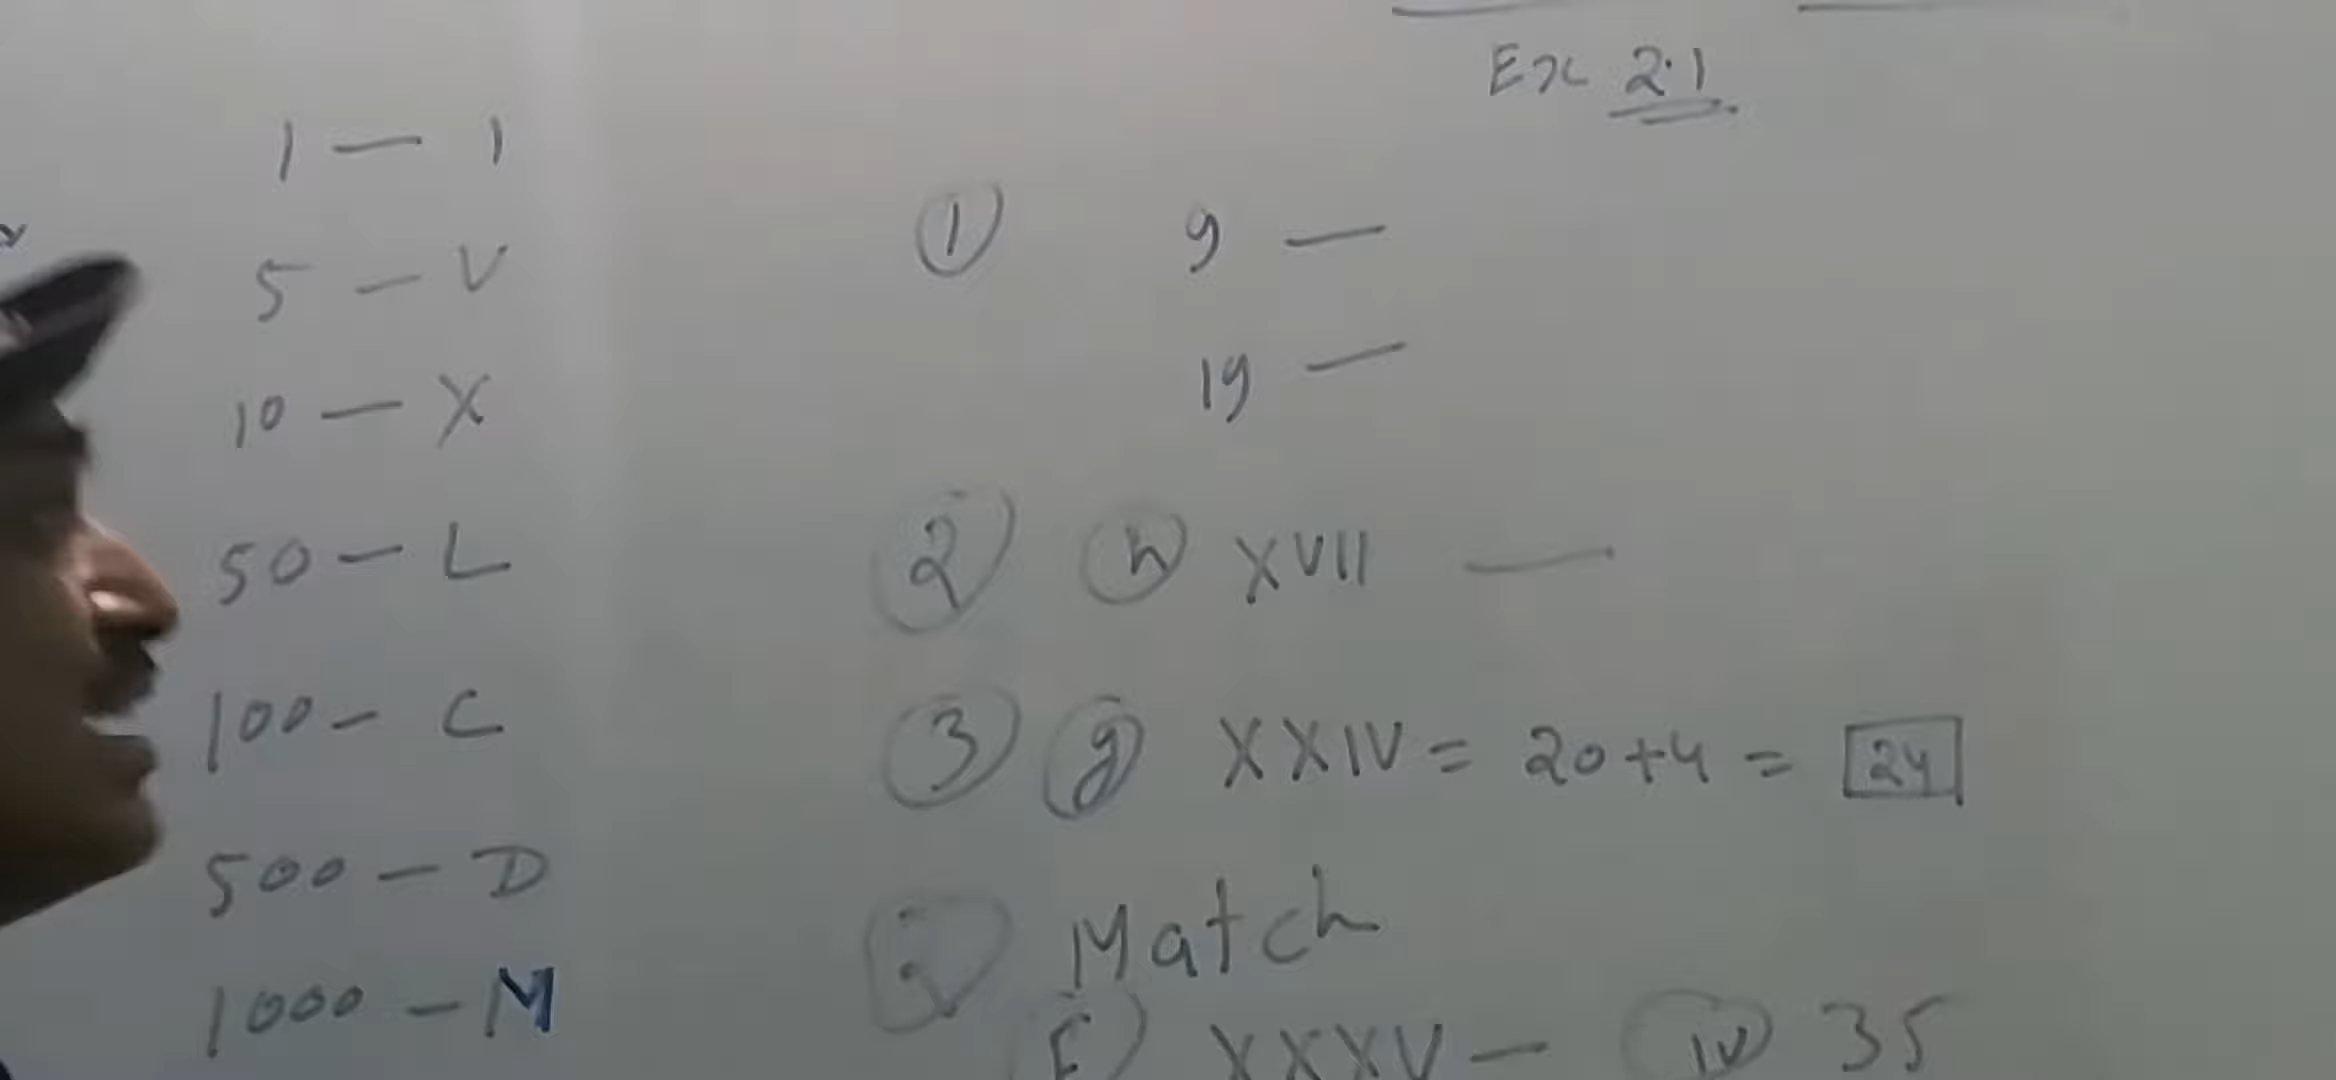 1 — I
5 — V
10 — X
50 — L
100 — C
500 — D
1000 — M
Ex 2.1
① 9 —
19 —
② ⓗ XVII —
③ ⓖ XXIV = 20+4 = 24
Match
XXXV — (iv) 35